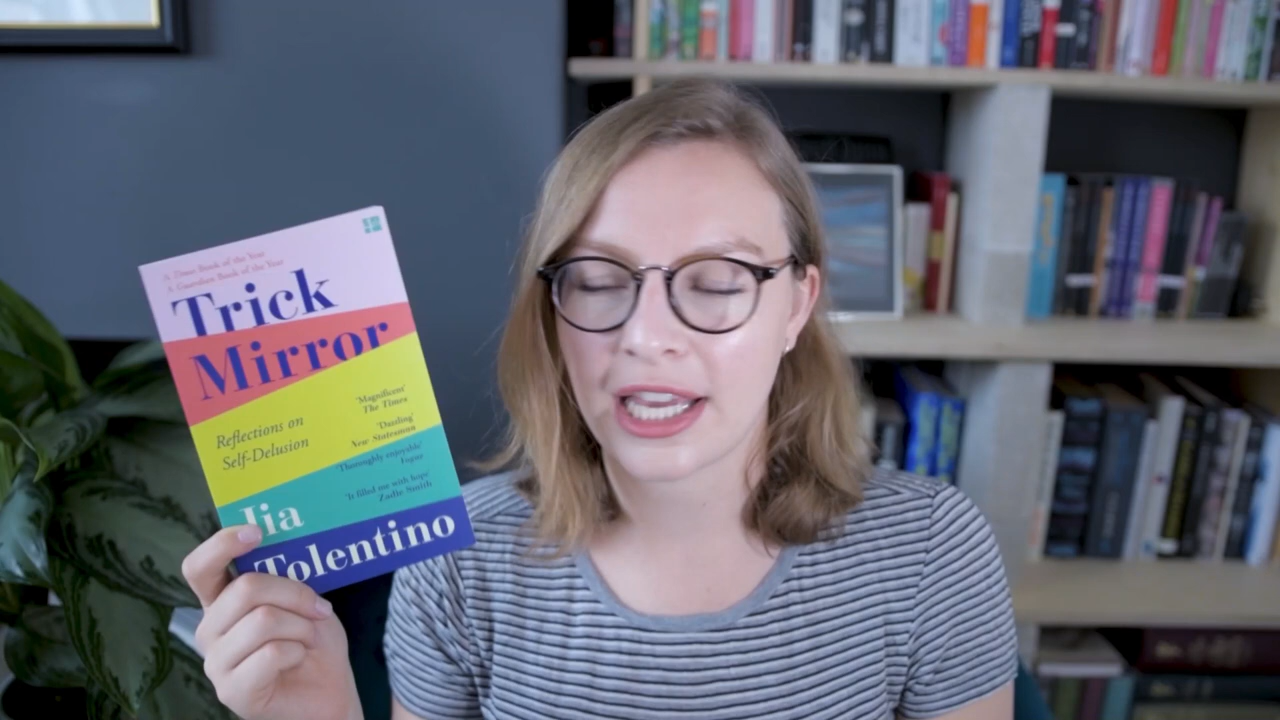 A Times Book of the Year
A Guardian Book of the Year
Trick
Mirror
'Magnificent'
The Times
Reflections on
Self-Delusion
'Dazzling'
New Statesman
'Thoroughly enjoyable'
Vogue
'It filled me with hope'
Zadie Smith
Jia
Tolentino